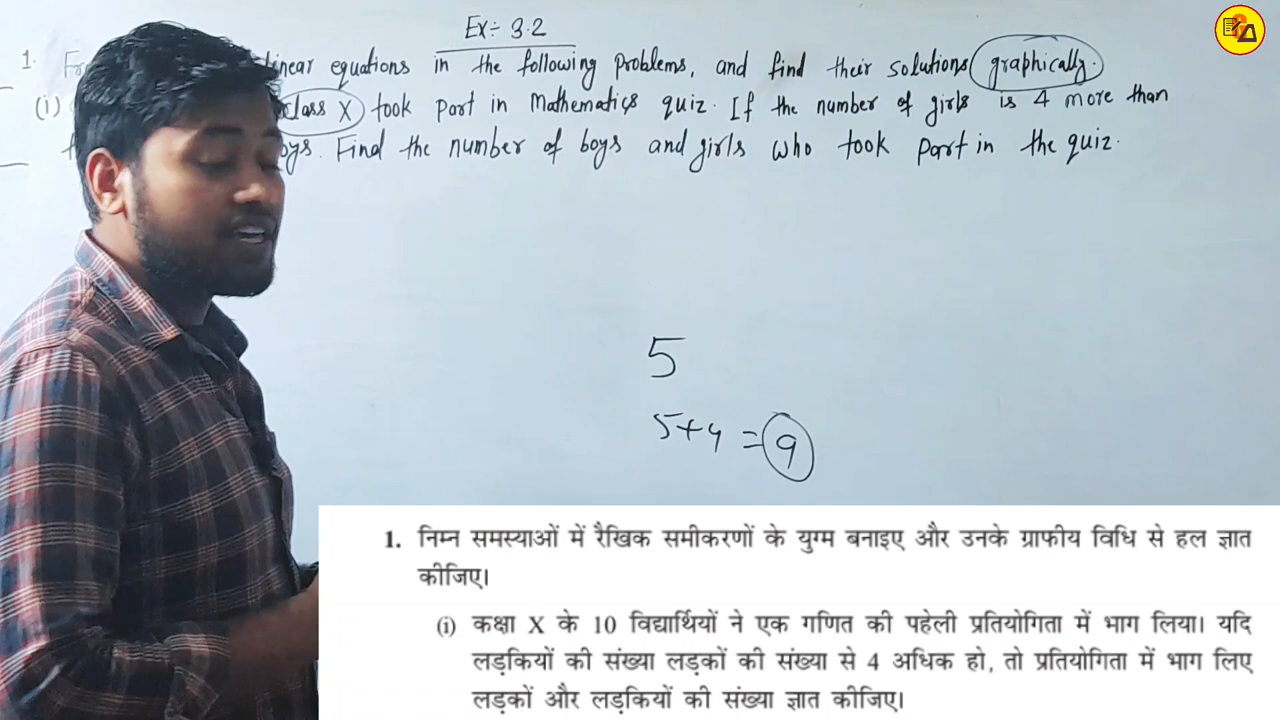 Ex÷ 3.2
1. linear equations in the following problems, and find their solutions graphically.
(i) class X took part in Mathematics quiz. If the number of girls is 4 more than
boys. Find the number of boys and girls who took part in the quiz.
5
5+4 = 9
1. निम्न समस्याओं में रैखिक समीकरणों के युग्म बनाइए और उनके ग्राफीय विधि से हल ज्ञात
कीजिए।
(i) कक्षा X के 10 विद्यार्थियों ने एक गणित की पहेली प्रतियोगिता में भाग लिया। यदि
लड़कियों की संख्या लड़कों की संख्या से 4 अधिक हो, तो प्रतियोगिता में भाग लिए
लड़कों और लड़कियों की संख्या ज्ञात कीजिए।